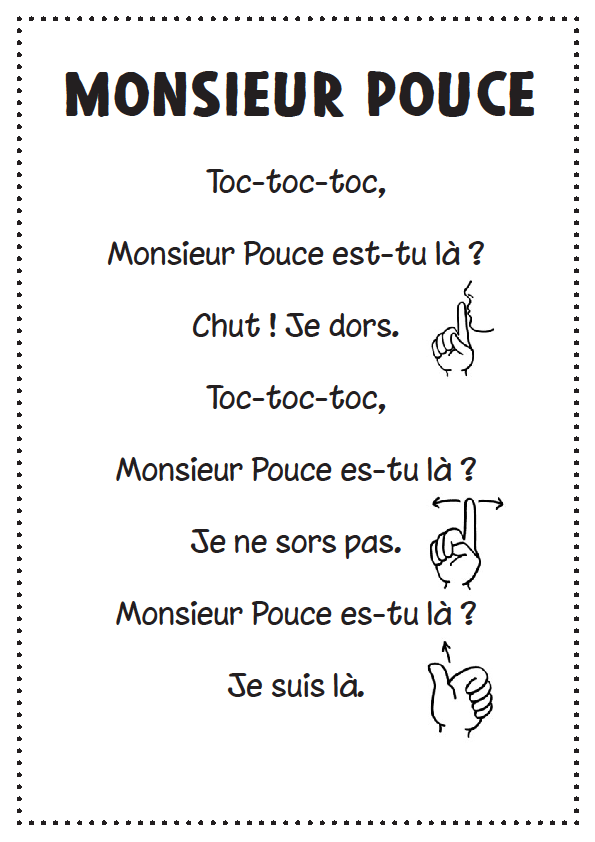 MONSIEUR POUCE
Toc-toc-toc,
Monsieur Pouce est-tu là ?
Chut ! Je dors.
Toc-toc-toc,
Monsieur Pouce es-tu là ?
Je ne sors pas.
Monsieur Pouce es-tu là ?
Je suis là.